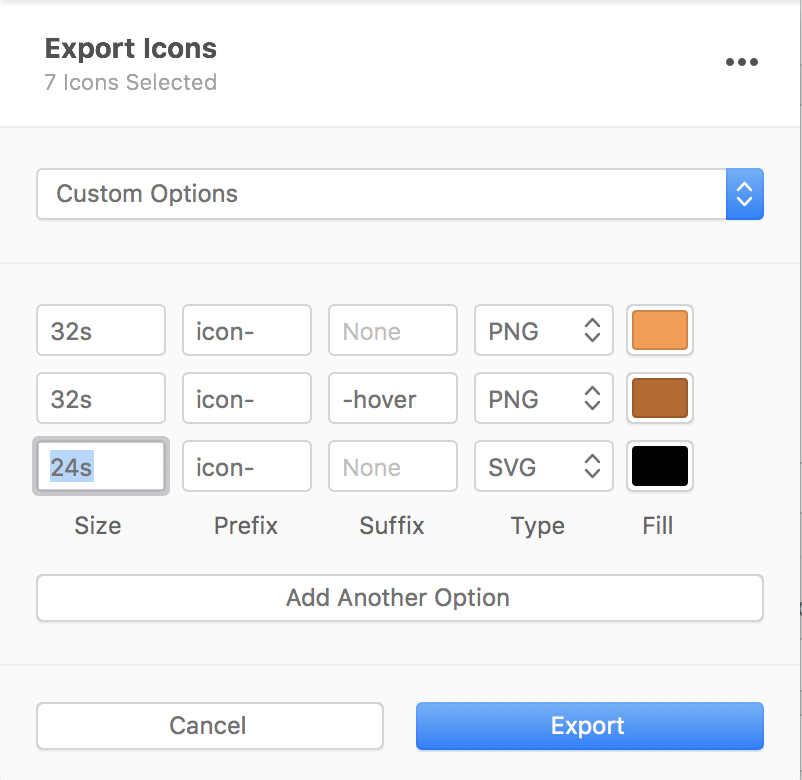 Export Icons
7 Icons Selected
Custom Options
32s icon- None PNG
32s icon- -hover PNG
24s icon- None SVG
Size Prefix Suffix Type Fill
Add Another Option
Cancel Export